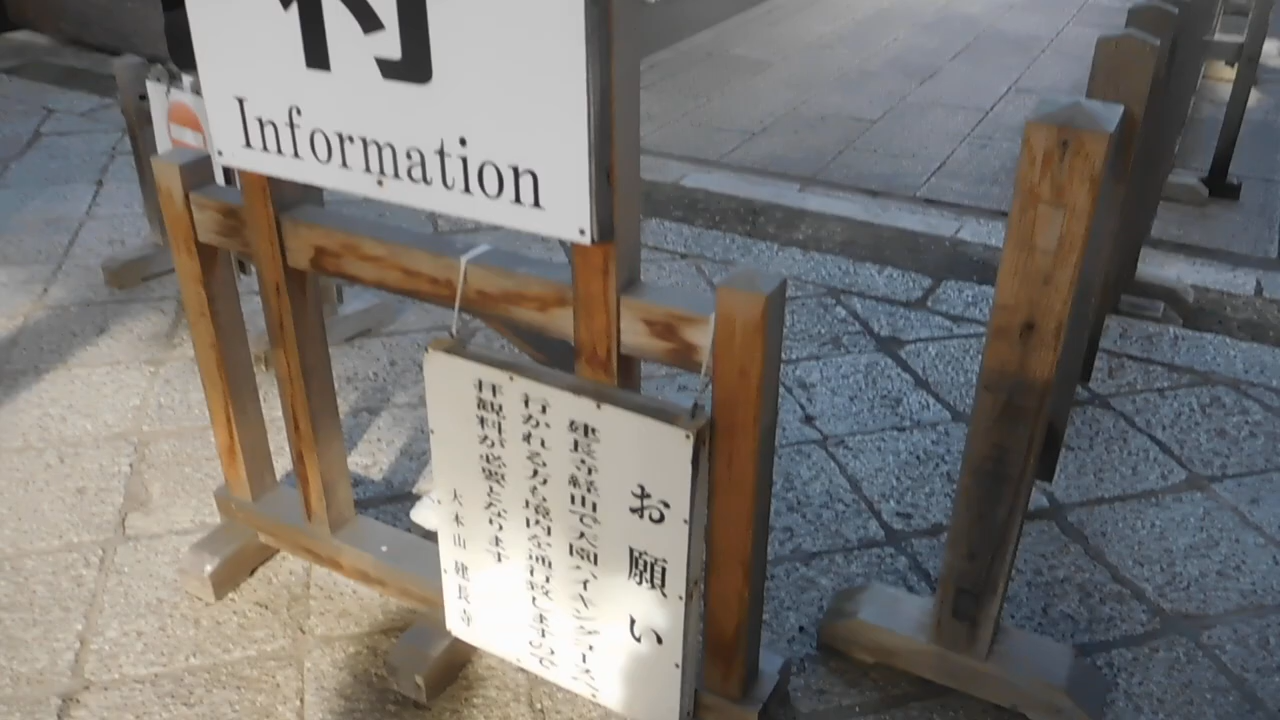 付
Information
お願い
建長寺経由で天園ハイキングコースへ
行かれる方も境内を通行致しますので
拝観料が必要となります
大本山 建長寺